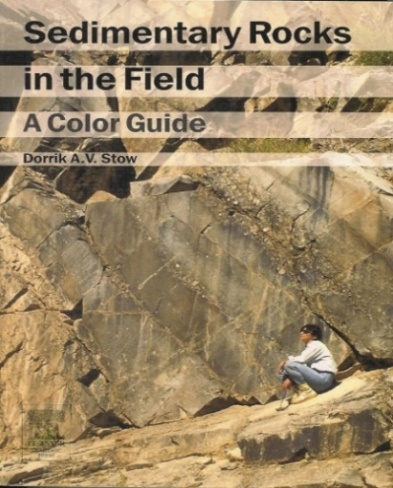 Sedimentary Rocks
in the Field
A Color Guide
Dorrik A.V. Stow